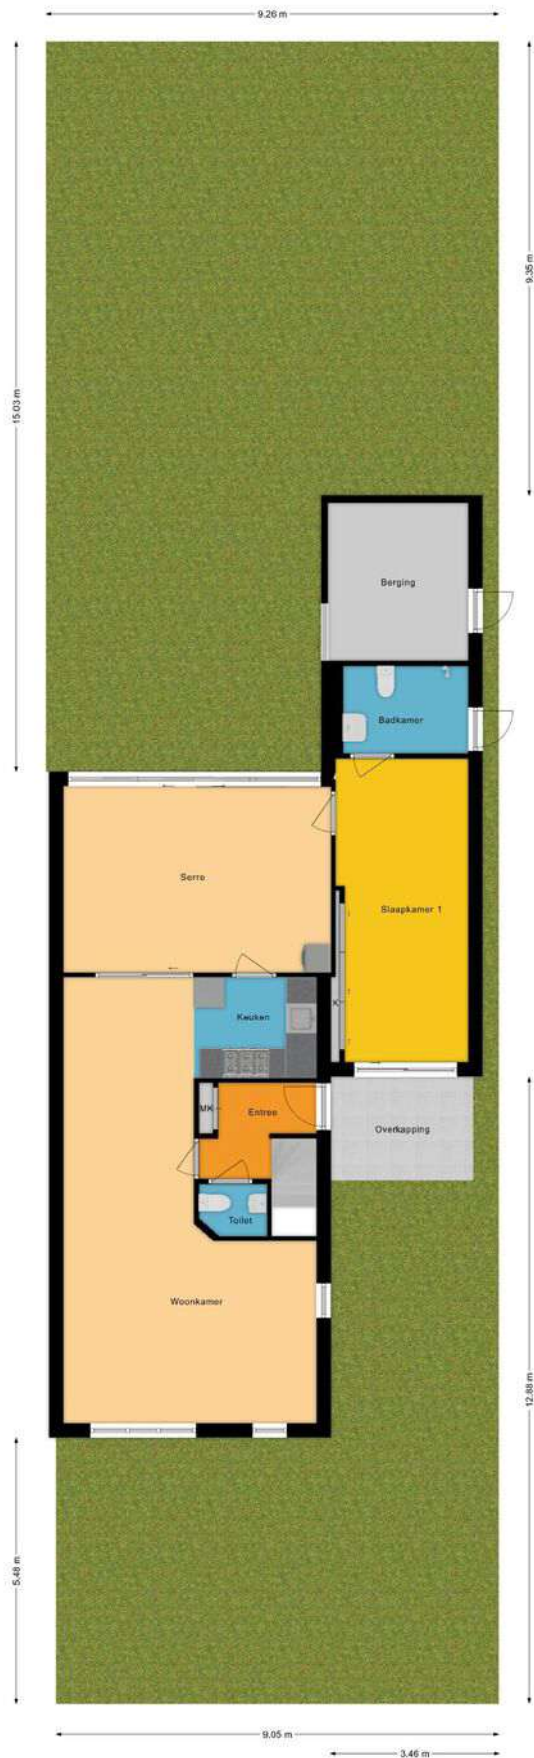 9.26 m
9.35 m
15.03 m
Berging
Badkamer
Serre
Slaapkamer 1
K
Keuken
MK
Entree
Overkapping
Toilet
Woonkamer
12.88 m
5.48 m
9.05 m
3.46 m